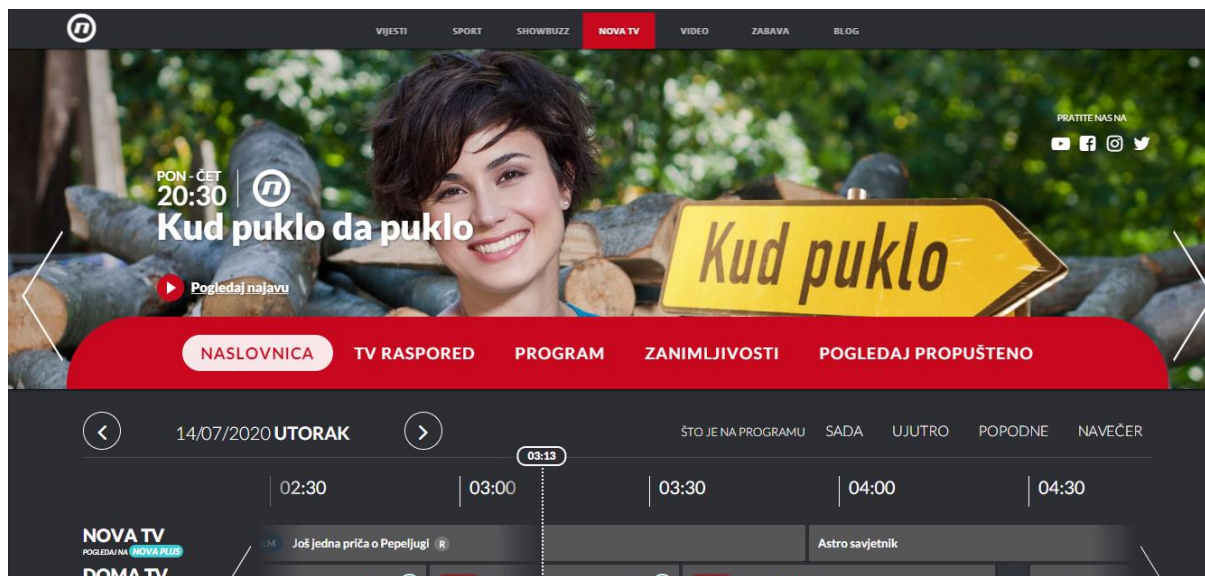 VIJESTI SPORT SHOWBUZZ NOVA TV VIDEO ZABAVA BLOG
PRATITE NAS NA
PON - ČET
20:30
Kud puklo da puklo
Kud puklo
Pogledaj najavu
NASLOVNICA TV RASPORED PROGRAM ZANIMLJIVOSTI POGLEDAJ PROPUŠTENO
14/07/2020 UTORAK ŠTO JE NA PROGRAMU SADA UJUTRO POPODNE NAVEČER
03:13
02:30 03:00 03:30 04:00 04:30
NOVA TV
POGLEDAJ NA NOVA PLUS
Još jedna priča o Pepeljugi R Astro savjetnik
DOMA TV